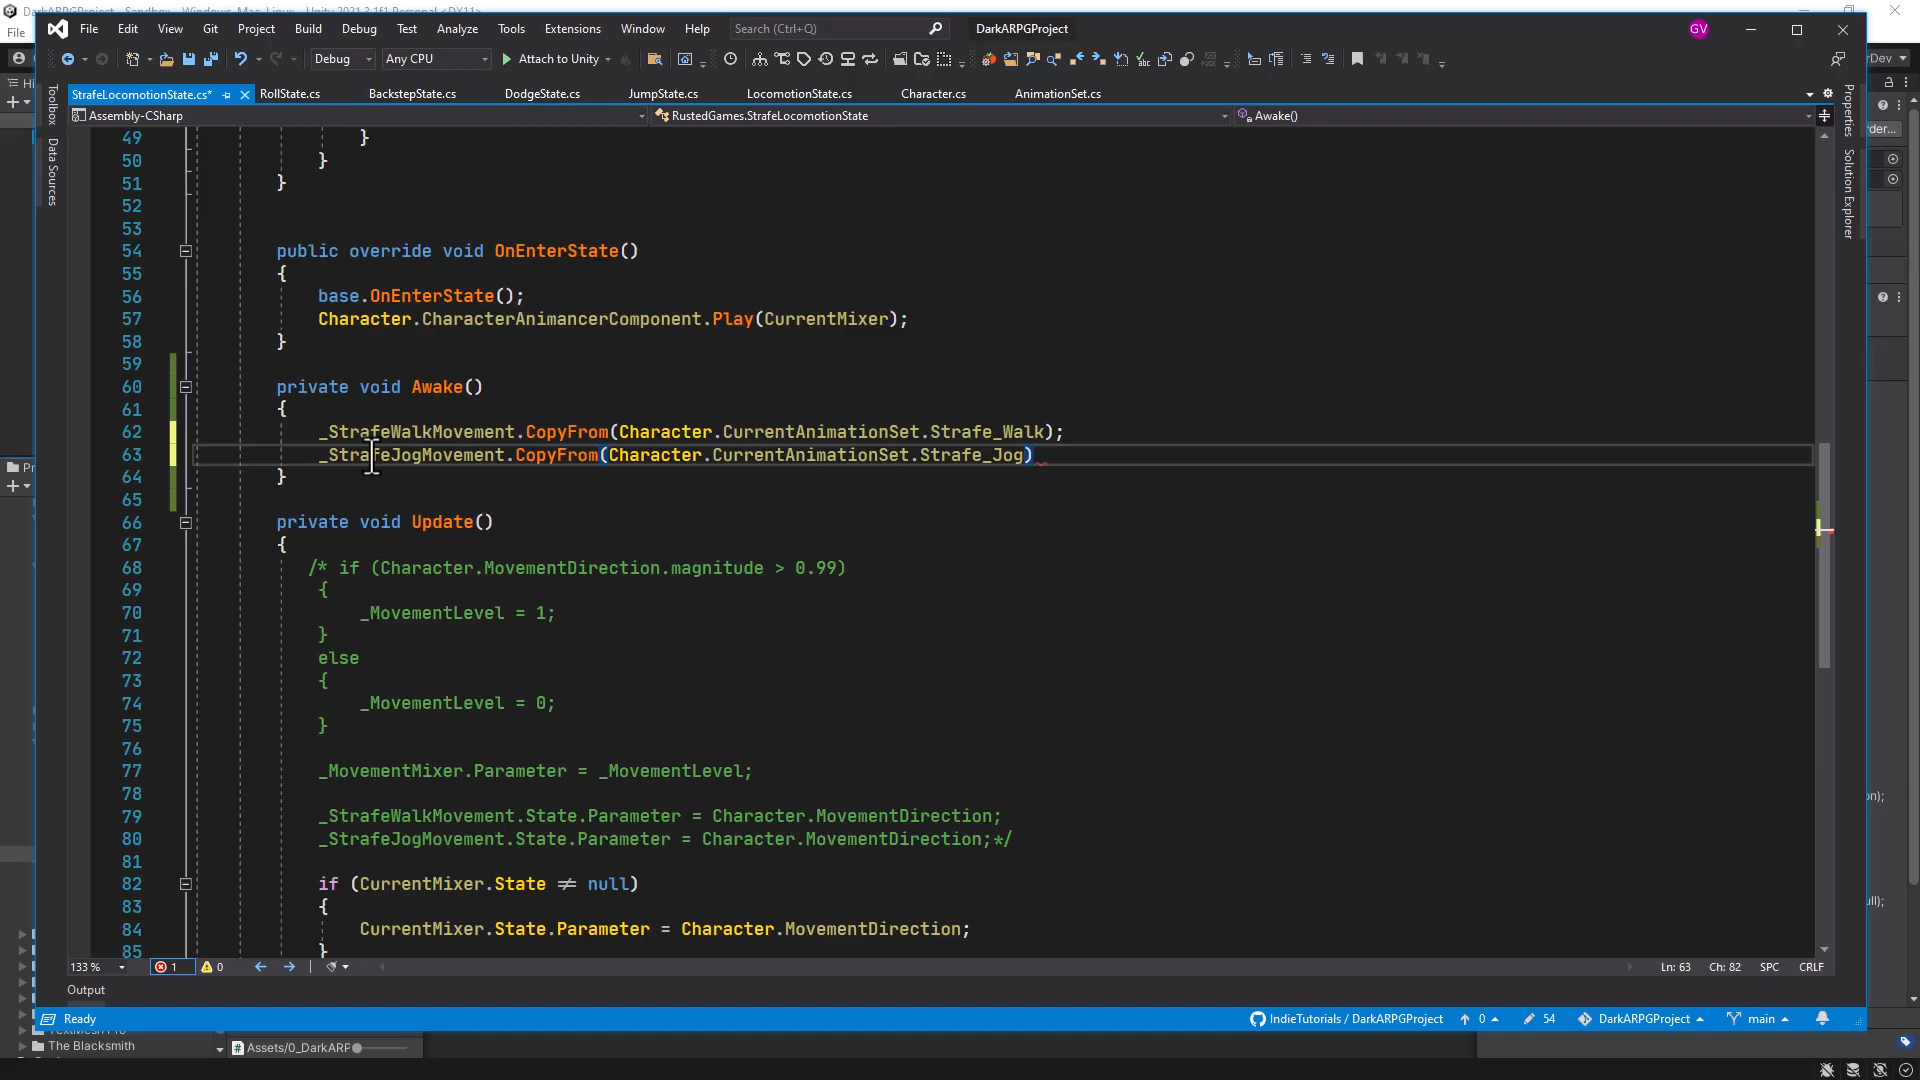 File Edit View Git Project Build Debug Test Analyze Tools Extensions Window Help Search (Ctrl+Q) DarkARPGProject GV
Debug Any CPU Attach to Unity
StrafeLocomotionState.cs* RollState.cs BackstepState.cs DodgeState.cs JumpState.cs LocomotionState.cs Character.cs AnimationSet.cs
Assembly-CSharp RustedGames.StrafeLocomotionState Awake()
Toolbox
Data Sources
Properties
Solution Explorer
49 }
50 }
51 }
52
53
54 public override void OnEnterState()
55 {
56 base.OnEnterState();
57 Character.CharacterAnimancerComponent.Play(CurrentMixer);
58 }
59
60 private void Awake()
61 {
62 _StrafeWalkMovement.CopyFrom(Character.CurrentAnimationSet.Strafe_Walk);
63 _StrafeJogMovement.CopyFrom(Character.CurrentAnimationSet.Strafe_Jog)
64 }
65
66 private void Update()
67 {
68 /* if (Character.MovementDirection.magnitude > 0.99)
69 {
70 _MovementLevel = 1;
71 }
72 else
73 {
74 _MovementLevel = 0;
75 }
76
77 _MovementMixer.Parameter = _MovementLevel;
78
79 _StrafeWalkMovement.State.Parameter = Character.MovementDirection;
80 _StrafeJogMovement.State.Parameter = Character.MovementDirection;*/
81
82 if (CurrentMixer.State ≠ null)
83 {
84 CurrentMixer.State.Parameter = Character.MovementDirection;
85 }
133 % 1 0 Ln: 63 Ch: 82 SPC CRLF
Output
Ready IndieTutorials / DarkARPGProject 0 54 DarkARPGProject main
The Blacksmith Assets/0_DarkARP